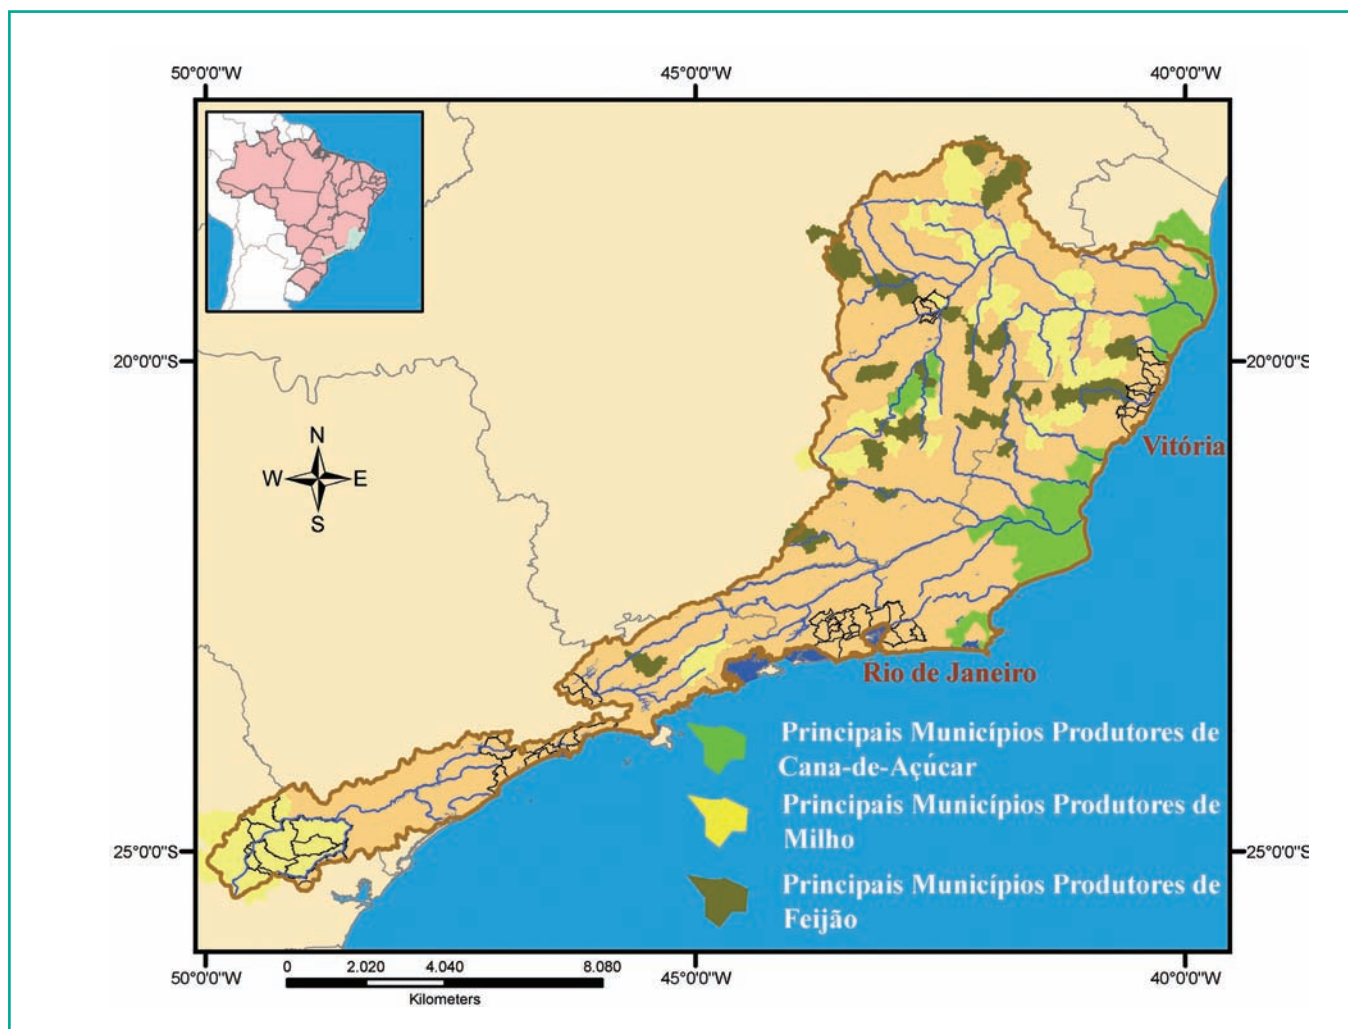 50°0'0"W
45°0'0"W
40°0'0"W
20°0'0"S
20°0'0"S
N
W
E
S
Vitória
Rio de Janeiro
Principais Municípios Produtores de
Cana-de-Açúcar
Principais Municípios Produtores de
Milho
Principais Municípios Produtores de
Feijão
25°0'0"S
25°0'0"S
50°0'0"W
45°0'0"W
40°0'0"W
0
2.020
4.040
8.080
Kilometers